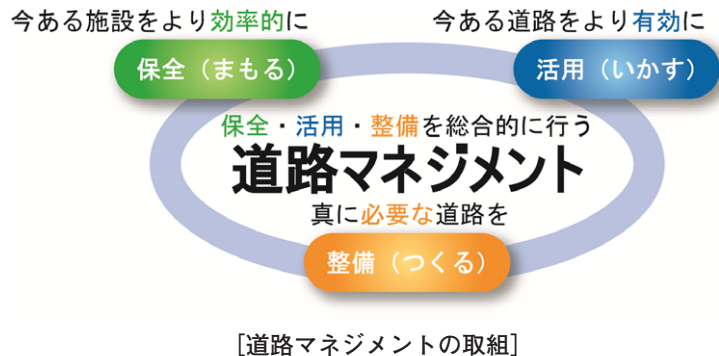 今ある施設をより効率的に
今ある道路をより有効に
保全（まもる）
活用（いかす）
保全・活用・整備を総合的に行う
道路マネジメント
真に必要な道路を
整備（つくる）
［道路マネジメントの取組］